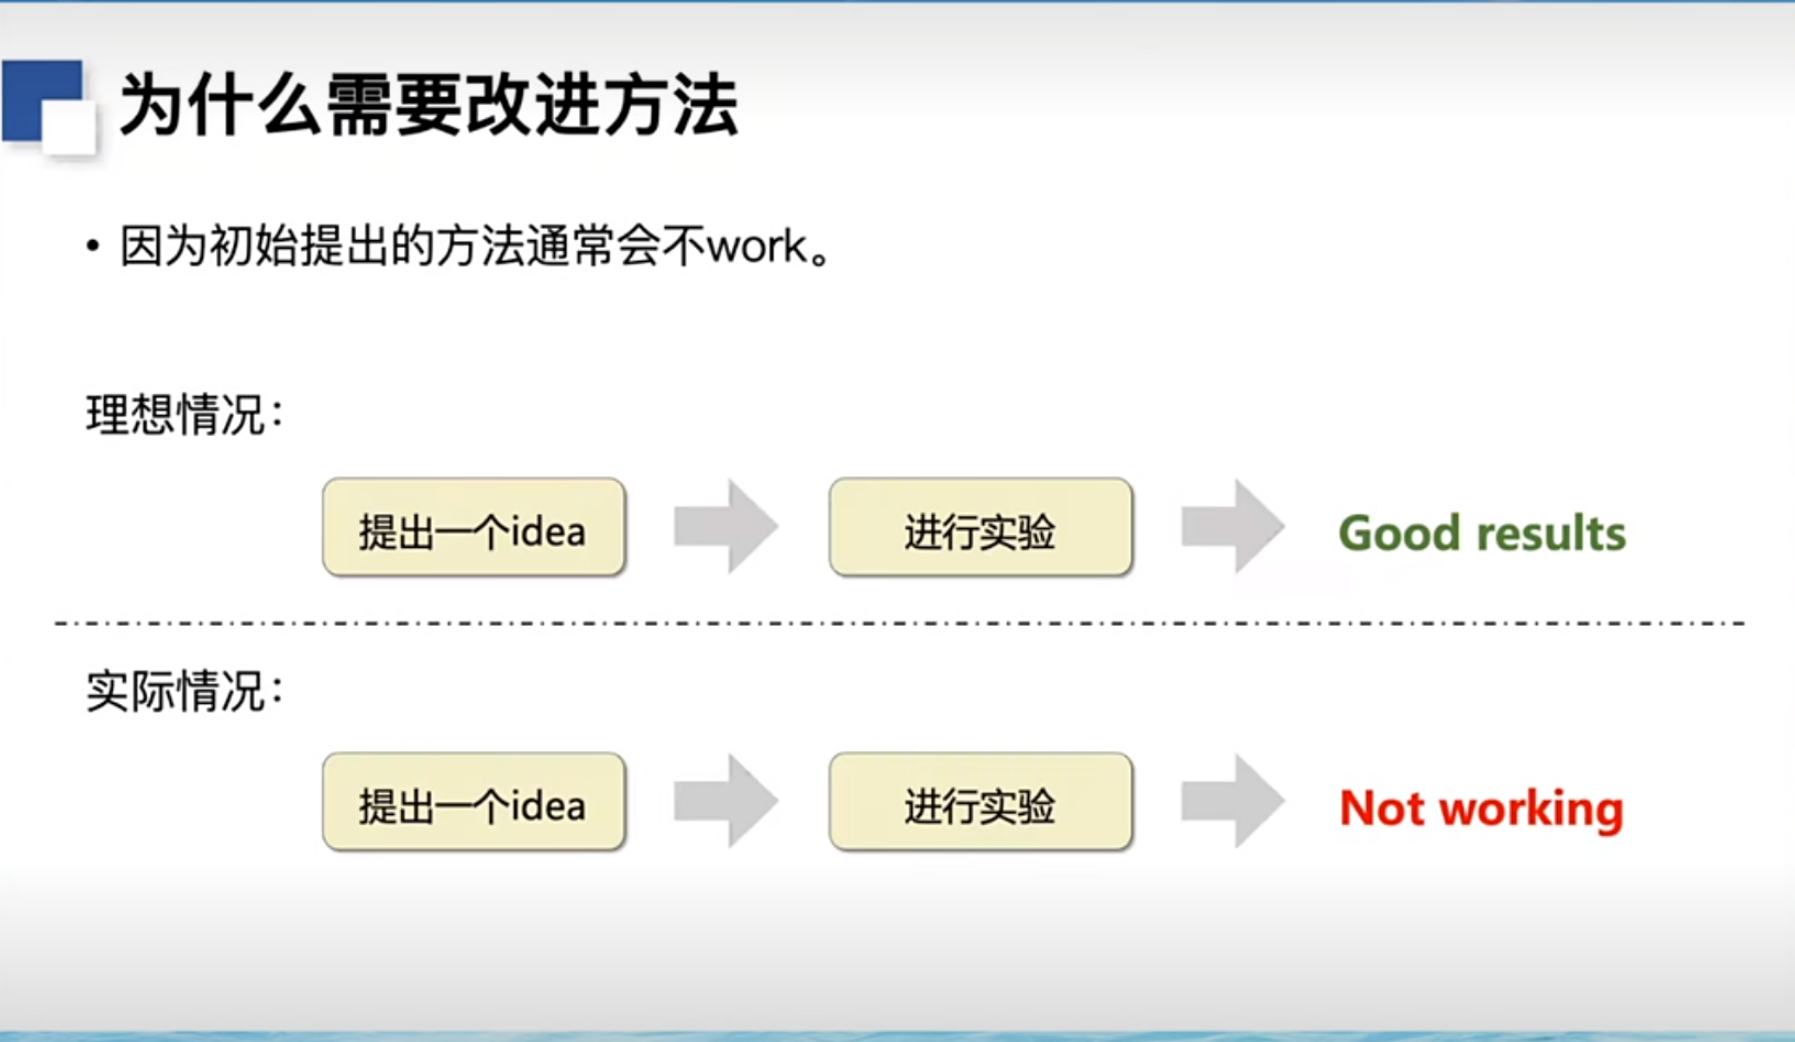 为什么需要改进方法
• 因为初始提出的方法通常会不work。
理想情况：
提出一个idea
进行实验
Good results
实际情况：
提出一个idea
进行实验
Not working